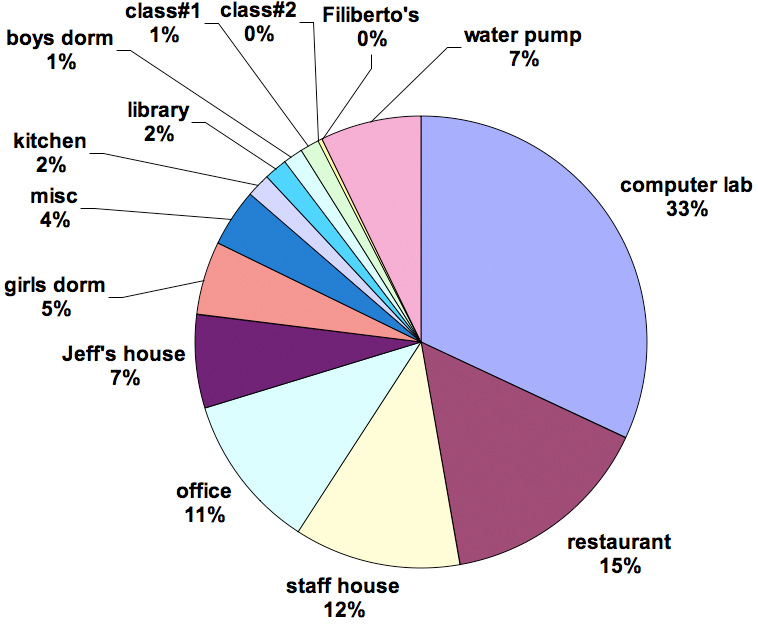 class#1
1%
class#2
0%
Filiberto's
0%
water pump
7%
boys dorm
1%
library
2%
kitchen
2%
misc
4%
computer lab
33%
girls dorm
5%
Jeff's house
7%
office
11%
restaurant
15%
staff house
12%